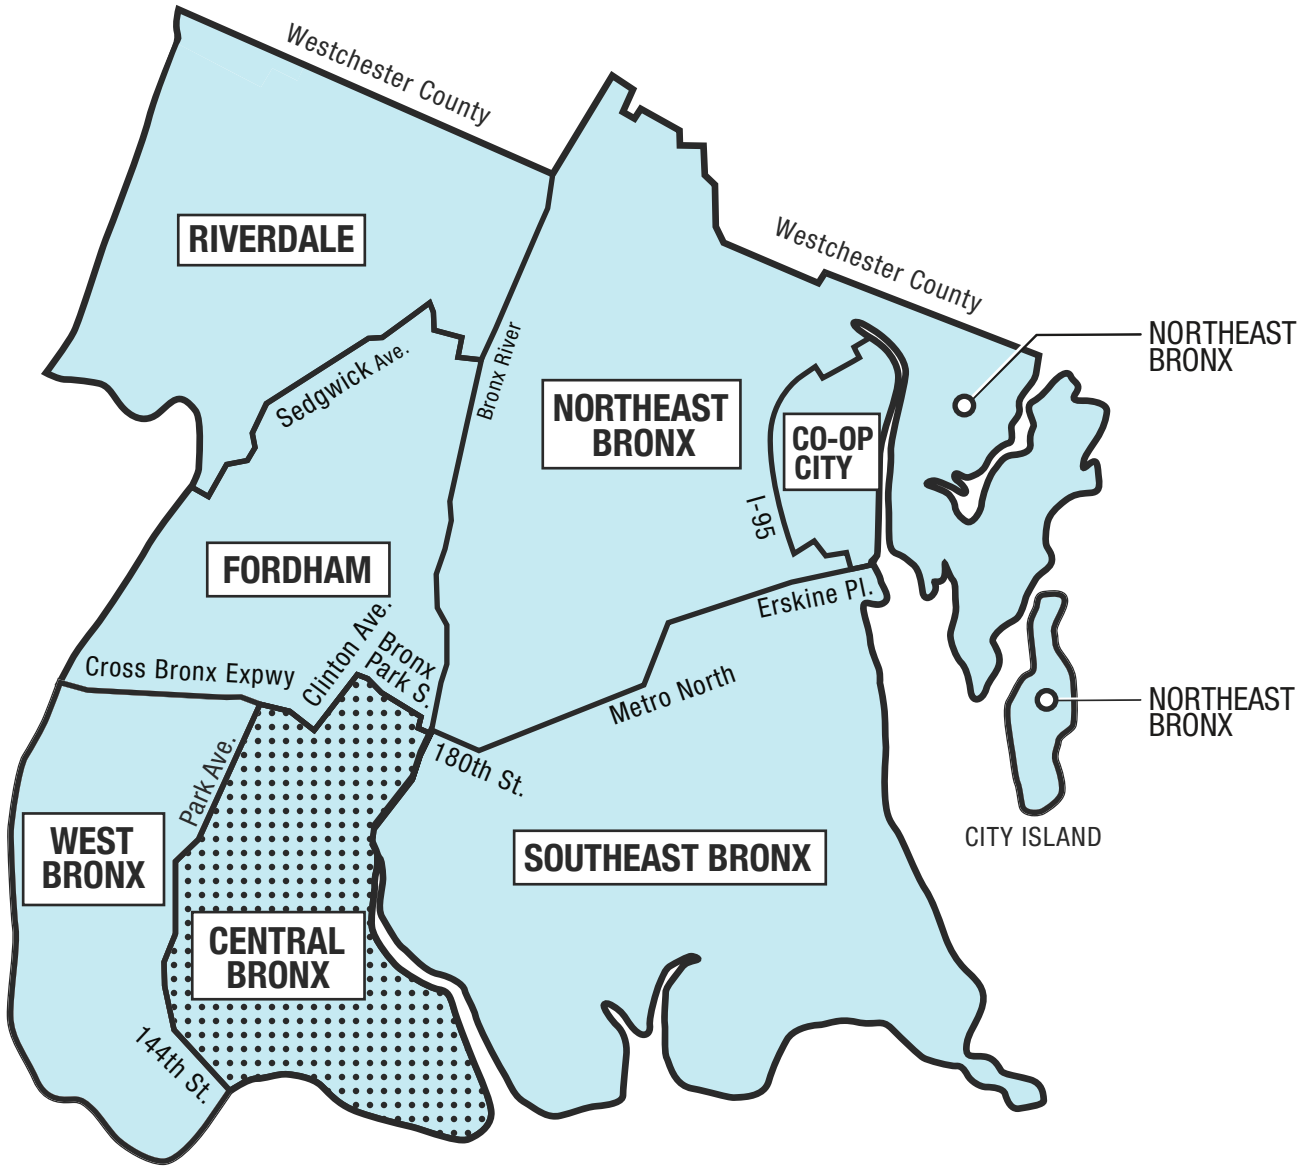 Westchester County
RIVERDALE
Westchester County
NORTHEAST
BRONX
Sedgwick Ave.
Bronx River
NORTHEAST
BRONX
CO-OP
CITY
I-95
FORDHAM
Erskine Pl.
Cross Bronx Expwy
Clinton Ave.
Bronx
Park S.
Metro North
NORTHEAST
BRONX
180th St.
Park Ave.
WEST
BRONX
SOUTHEAST BRONX
CITY ISLAND
CENTRAL
BRONX
144th St.